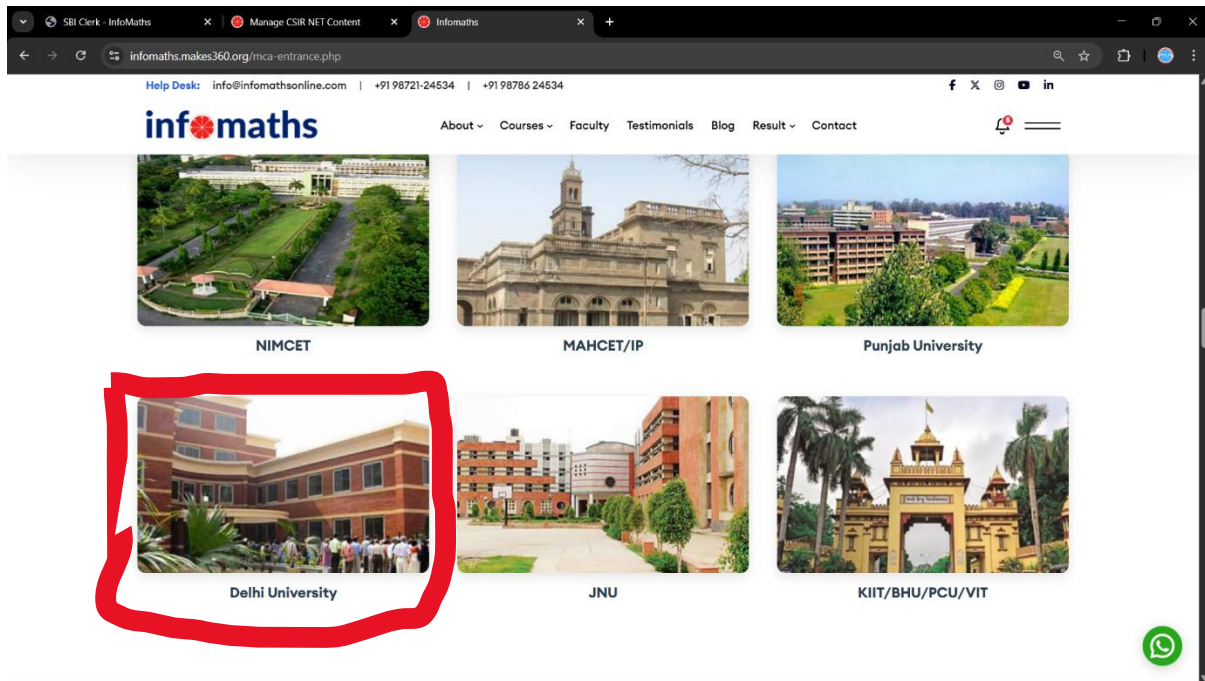 SBI Clerk - InfoMaths
Manage CSIR NET Content
Infomaths
infomaths.makes360.org/mca-entrance.php
Help Desk: info@infomathsonline.com | +91 98721-24534 | +91 98786 24534
infomaths
About Courses Faculty Testimonials Blog Result Contact
6
NIMCET
MAHCET/IP
Punjab University
Delhi University
JNU
KIIT/BHU/PCU/VIT